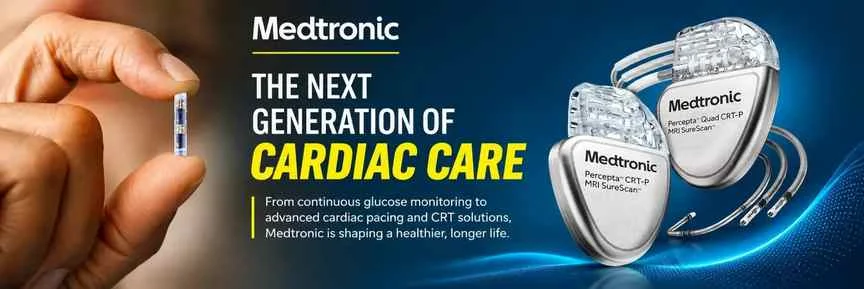 Medtronic
THE NEXT
GENERATION OF
CARDIAC CARE
From continuous glucose monitoring to
advanced cardiac pacing and CRT solutions,
Medtronic is shaping a healthier, longer life.
Medtronic
Percepta™ CRT-P
MRI SureScan™
Medtronic
Percepta™ Quad CRT-P
MRI SureScan™